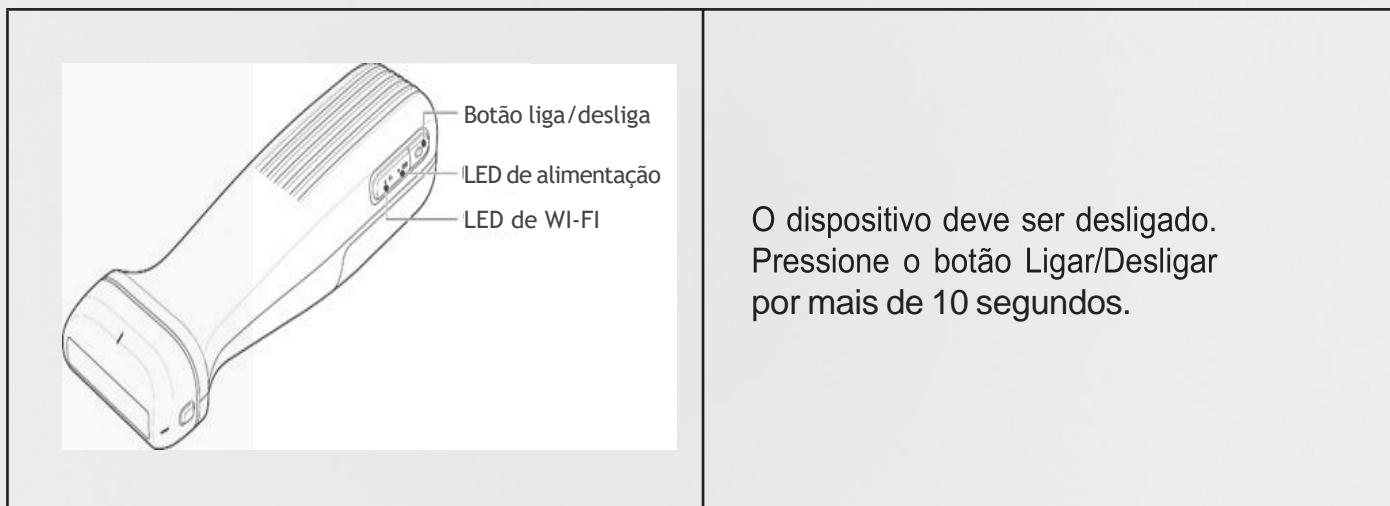 Botão liga/desliga
LED de alimentação
LED de WI-FI
O dispositivo deve ser desligado.
Pressione o botão Ligar/Desligar
por mais de 10 segundos.